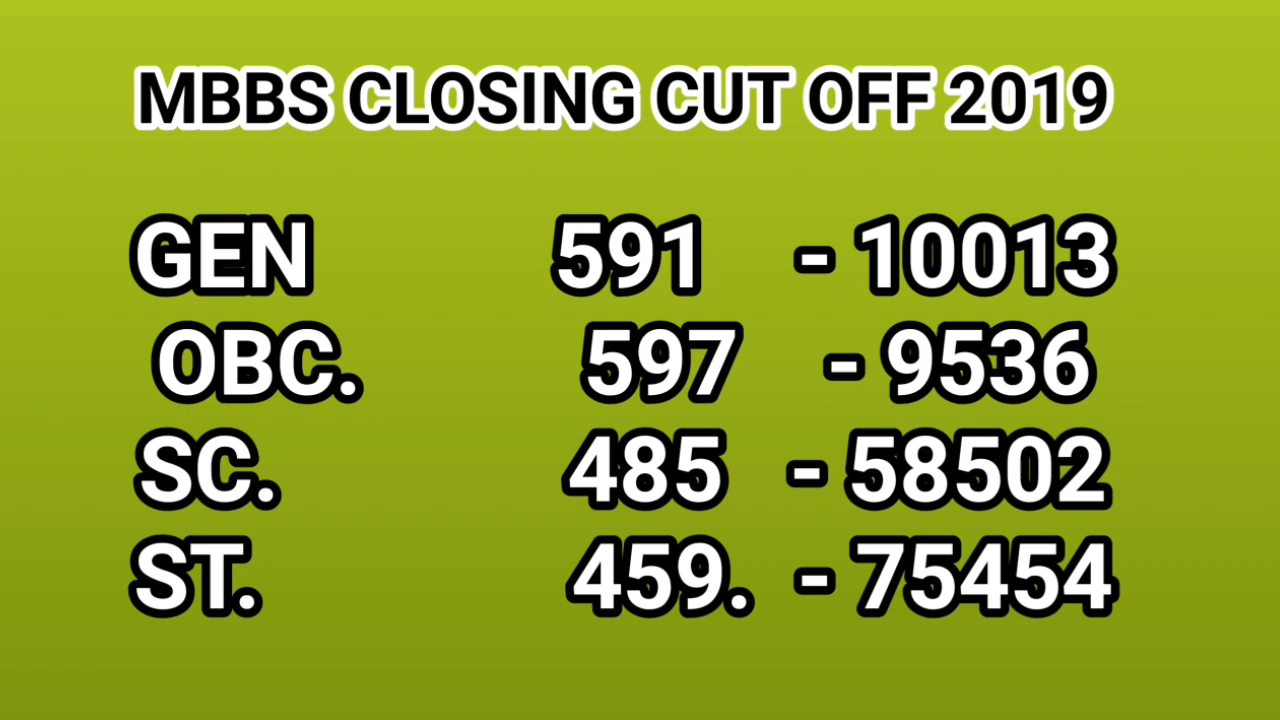 MBBS CLOSING CUT OFF 2019
GEN 591 - 10013
OBC. 597 - 9536
SC. 485 - 58502
ST. 459. - 75454